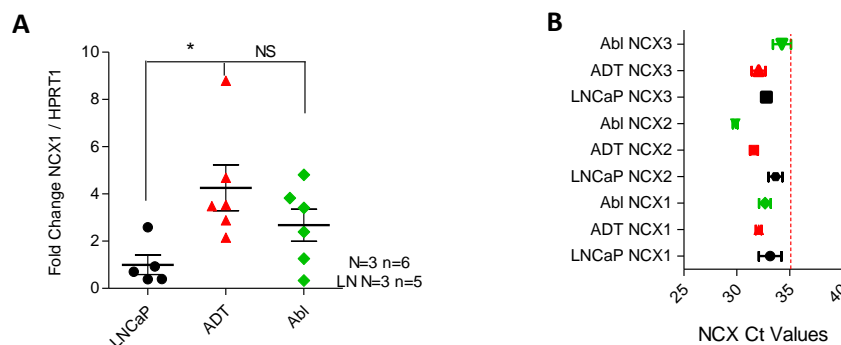 A
Fold Change NCX1 / HPRT1
10
8
6
4
2
0
*
NS
N=3 n=6
LN N=3 n=5
LNCaP
ADT
Abl
B
Abl NCX3
ADT NCX3
LNCaP NCX3
Abl NCX2
ADT NCX2
LNCaP NCX2
Abl NCX1
ADT NCX1
LNCaP NCX1
25
30
35
40
NCX Ct Values